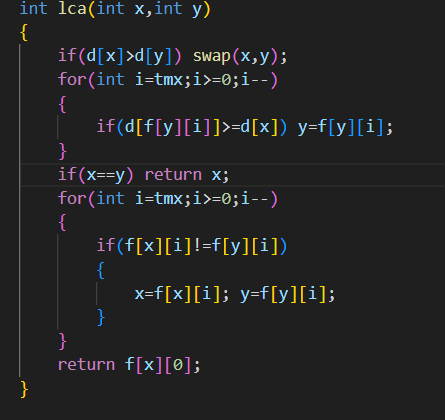 int lca(int x,int y)
{
    if(d[x]>d[y]) swap(x,y);
    for(int i=tmx;i>=0;i--)
    {
        if(d[f[y][i]]>=d[x]) y=f[y][i];
    }
    if(x==y) return x;
    for(int i=tmx;i>=0;i--)
    {
        if(f[x][i]!=f[y][i])
        {
            x=f[x][i]; y=f[y][i];
        }
    }
    return f[x][0];
}